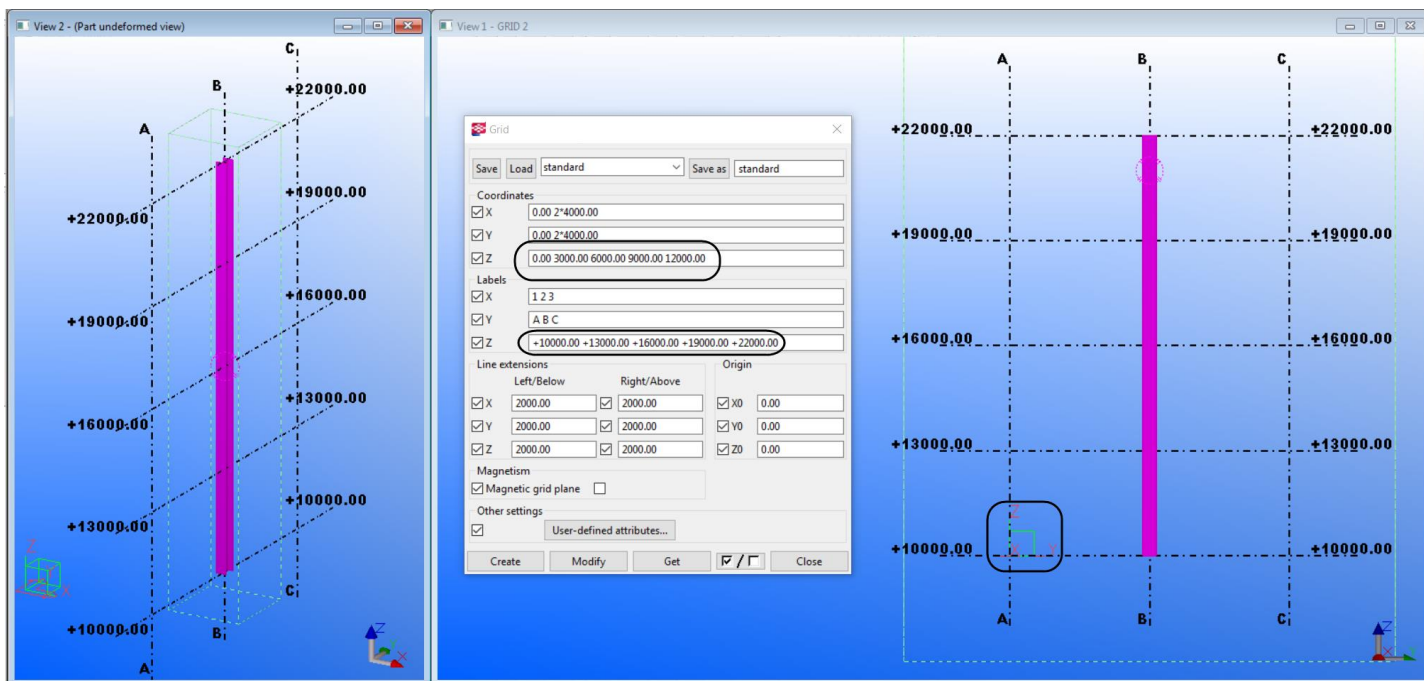 View 2 - (Part undeformed view)
C
B
+22000.00
A
+19000.00
+22000.00
+16000.00
+19000.00
+13000.00
+16000.00
+10000.00
+13000.00
Z
X
C
+10000.00
B
Z
Y
X
A
View 1 - GRID 2
A
B
C
+22000.00
+22000.00
+19000.00
+19000.00
+16000.00
+16000.00
+13000.00
+13000.00
Z
X
Y
+10000.00
+10000.00
A
B
C
Z
X
Grid
Save Load standard Save as standard
Coordinates
X 0.00 2*4000.00
Y 0.00 2*4000.00
Z 0.00 3000.00 6000.00 9000.00 12000.00
Labels
X 1 2 3
Y A B C
Z +10000.00 +13000.00 +16000.00 +19000.00 +22000.00
Line extensions Origin
Left/Below Right/Above
X 2000.00 2000.00 X0 0.00
Y 2000.00 2000.00 Y0 0.00
Z 2000.00 2000.00 Z0 0.00
Magnetism
Magnetic grid plane
Other settings
User-defined attributes...
Create Modify Get / Close